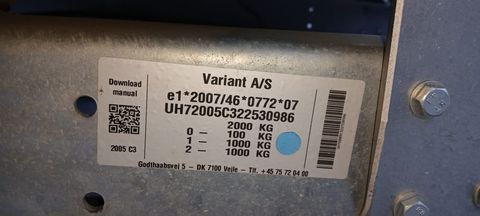 Download
manual
2005 C3
Variant A/S
e1*2007/46*0772*07
UH72005C322530986
2000 KG
0 – 100 KG
1 – 1000 KG
2 – 1000 KG
Godthaabsvej 5 – DK 7100 Vejle – Tlf. +45 75 72 04 00